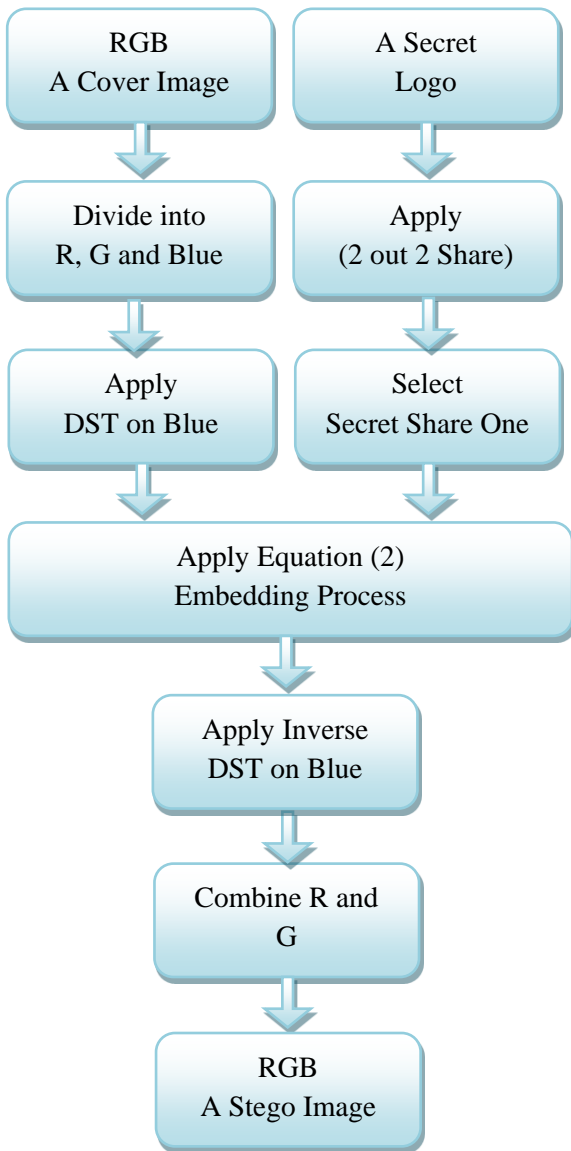 RGB
A Cover Image
A Secret
Logo
Divide into
R, G and Blue
Apply
(2 out 2 Share)
Apply
DST on Blue
Select
Secret Share One
Apply Equation (2)
Embedding Process
Apply Inverse
DST on Blue
Combine R and
G
RGB
A Stego Image